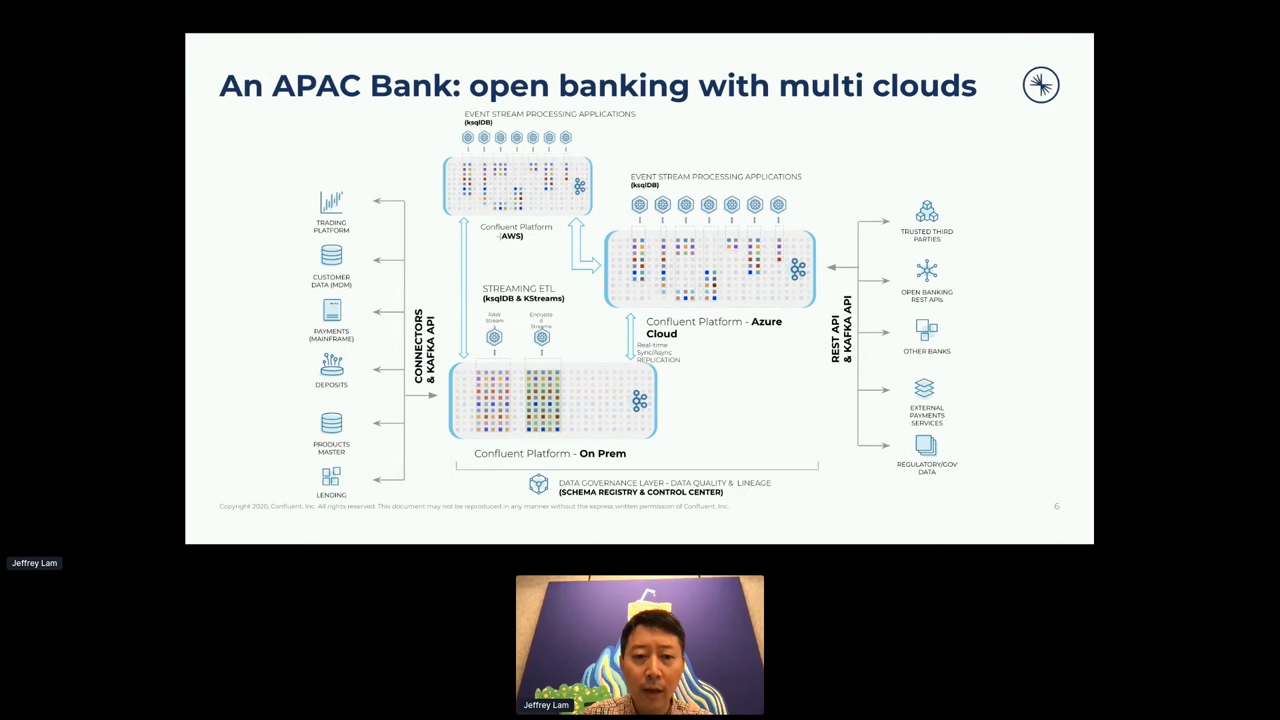 An APAC Bank: open banking with multi clouds
EVENT STREAM PROCESSING APPLICATIONS
(ksqlDB)
Confluent Platform
-(AWS)
EVENT STREAM PROCESSING APPLICATIONS
(ksqlDB)
Confluent Platform - Azure
Cloud
Real-time
Sync/Async
REPLICATION
STREAMING ETL
(ksqlDB & KStreams)
RAW
Stream
s
Encrypte
d
Streams
Confluent Platform - On Prem
TRADING
PLATFORM
CUSTOMER
DATA (MDM)
PAYMENTS
(MAINFRAME)
DEPOSITS
PRODUCTS
MASTER
LENDING
CONNECTORS
& KAFKA API
REST API
& KAFKA API
TRUSTED THIRD
PARTIES
OPEN BANKING
REST APIs
OTHER BANKS
EXTERNAL
PAYMENTS
SERVICES
REGULATORY/GOV
DATA
DATA GOVERNANCE LAYER - DATA QUALITY & LINEAGE
(SCHEMA REGISTRY & CONTROL CENTER)
Copyright 2020, Confluent, Inc. All rights reserved. This document may not be reproduced in any manner without the express written permission of Confluent, Inc.
6
Jeffrey Lam
Jeffrey Lam